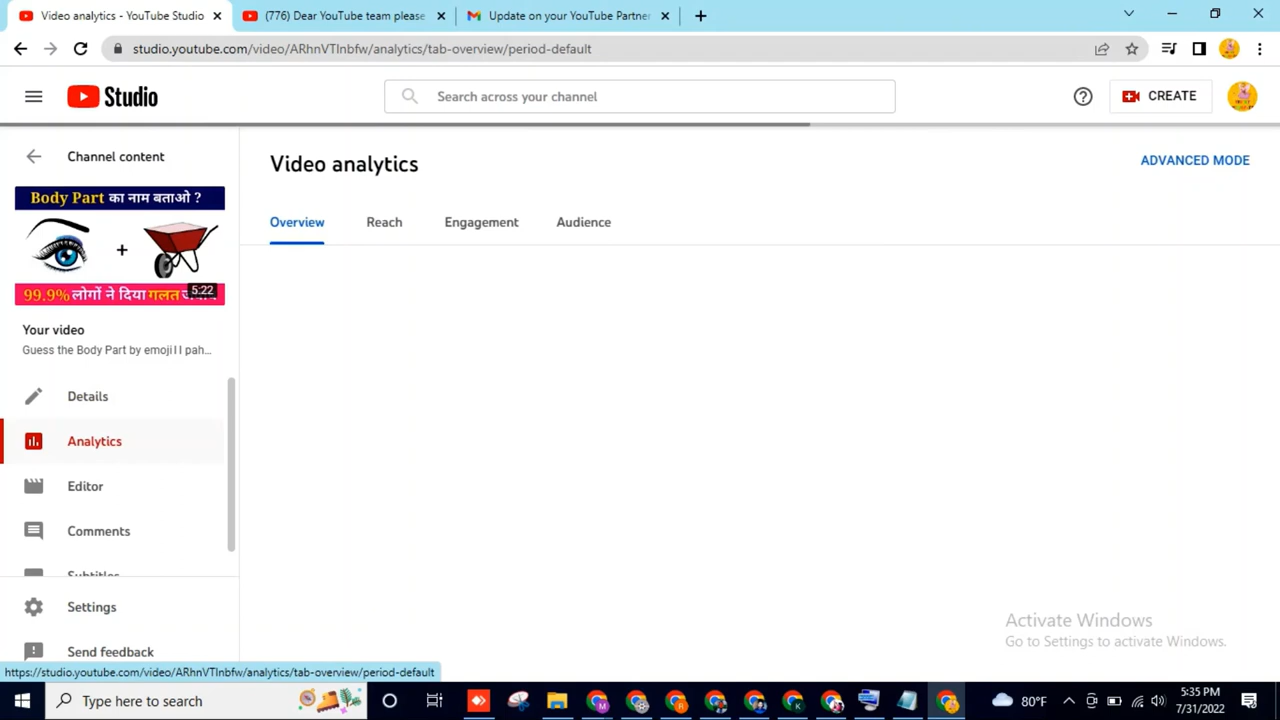 Video analytics - YouTube Studio
(776) Dear YouTube team please
Update on your YouTube Partner
studio.youtube.com/video/ARhnVTInbfw/analytics/tab-overview/period-default
Studio
Search across your channel
CREATE
Channel content
Video analytics
ADVANCED MODE
Overview
Reach
Engagement
Audience
Body Part का नाम बताओ ?
+
99.9% लोगों ने दिया गलत
5:22
Your video
Guess the Body Part by emoji I I pah...
Details
Analytics
Editor
Comments
Subtitles
Settings
Send feedback
Activate Windows
Go to Settings to activate Windows.
https://studio.youtube.com/video/ARhnVTInbfw/analytics/tab-overview/period-default
Type here to search
80°F
5:35 PM
7/31/2022